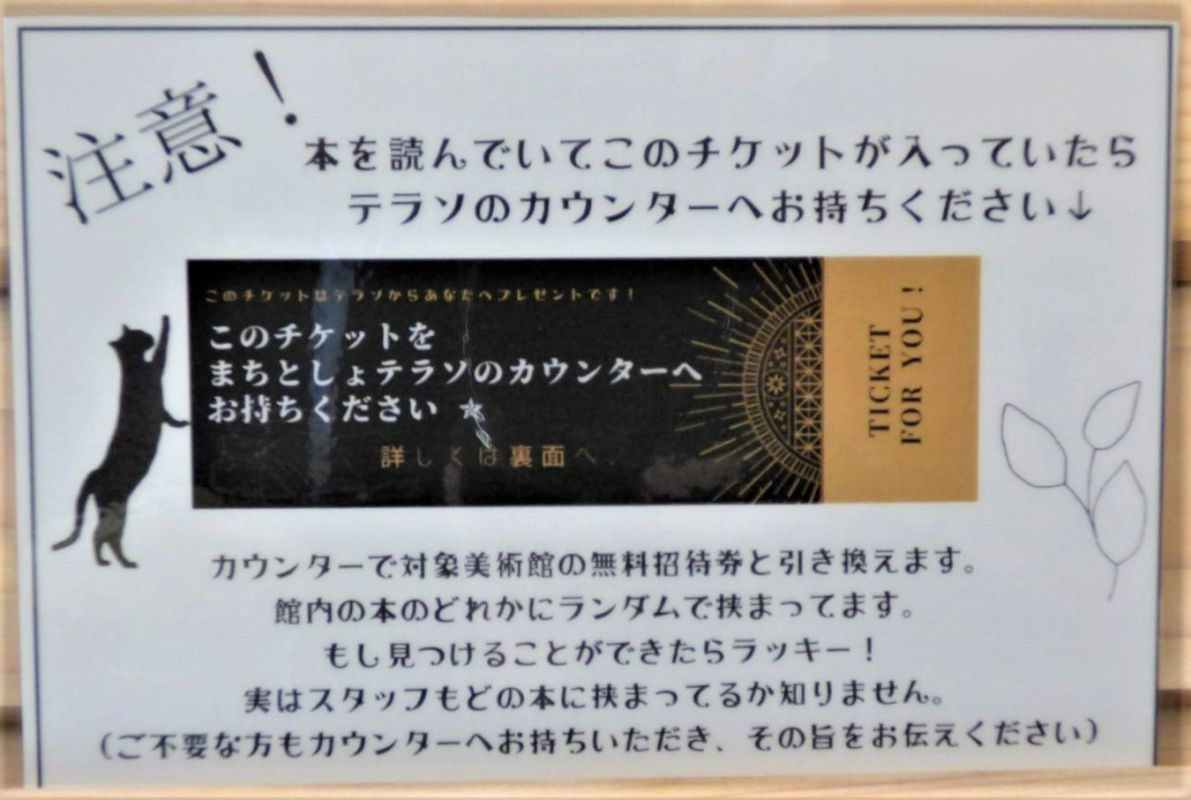 注意！
本を読んでいてこのチケットが入っていたら
テラソのカウンターへお持ちください↓
このチケットはテラソからあなたへプレゼントです！
このチケットを
まちとしょテラソのカウンターへ
お持ちください ★
詳しくは裏面へ
TICKET
FOR YOU !
カウンターで対象美術館の無料招待券と引き換えます。
館内の本のどれかにランダムで挟まってます。
もし見つけることができたらラッキー！
実はスタッフもどの本に挟まってるか知りません。
（ご不要な方もカウンターへお持ちいただき、その旨をお伝えください）